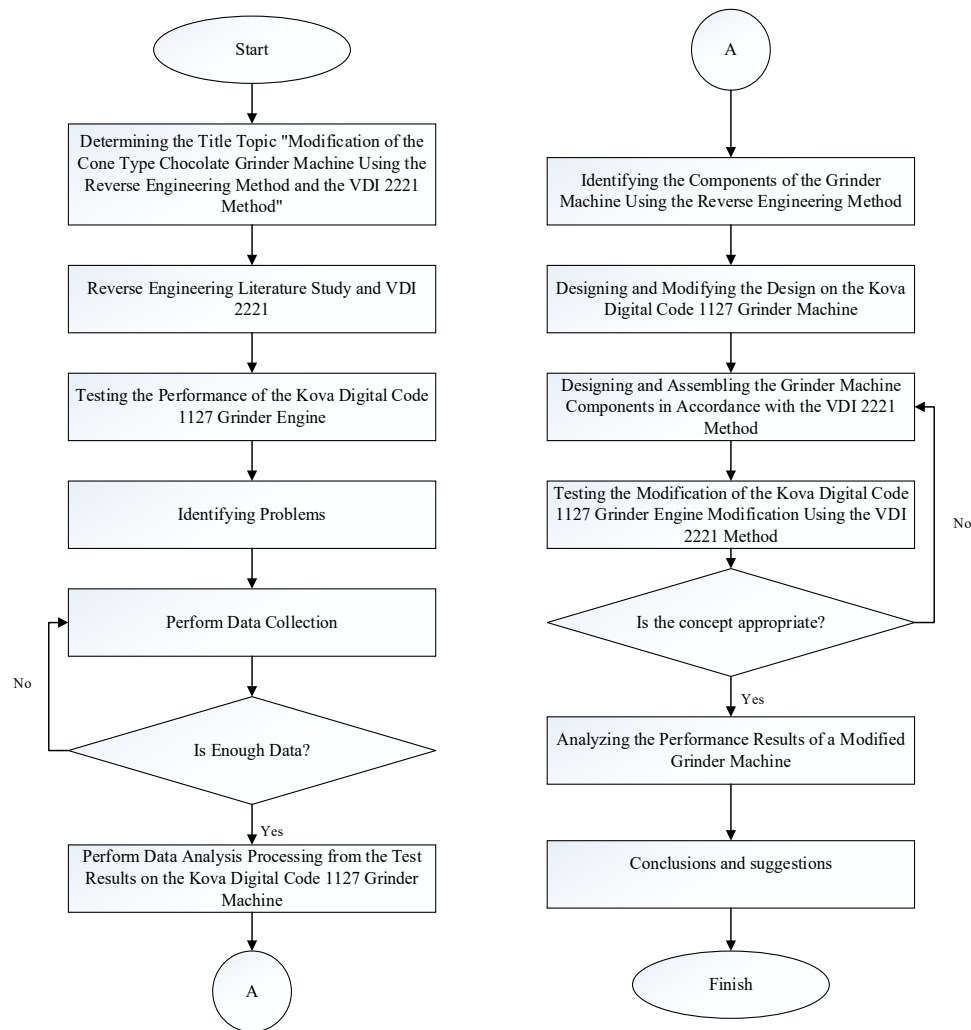 Start
Determining the Title Topic "Modification of the
Cone Type Chocolate Grinder Machine Using the
Reverse Engineering Method and the VDI 2221
Method"
Reverse Engineering Literature Study and VDI
2221
Testing the Performance of the Kova Digital Code
1127 Grinder Engine
Identifying Problems
Perform Data Collection
No
Is Enough Data?
Yes
Perform Data Analysis Processing from the Test
Results on the Kova Digital Code 1127 Grinder
Machine
A
A
Identifying the Components of the Grinder
Machine Using the Reverse Engineering Method
Designing and Modifying the Design on the Kova
Digital Code 1127 Grinder Machine
Designing and Assembling the Grinder Machine
Components in Accordance with the VDI 2221
Method
Testing the Modification of the Kova Digital Code
1127 Grinder Engine Modification Using the VDI
2221 Method
No
Is the concept appropriate?
Yes
Analyzing the Performance Results of a Modified
Grinder Machine
Conclusions and suggestions
Finish